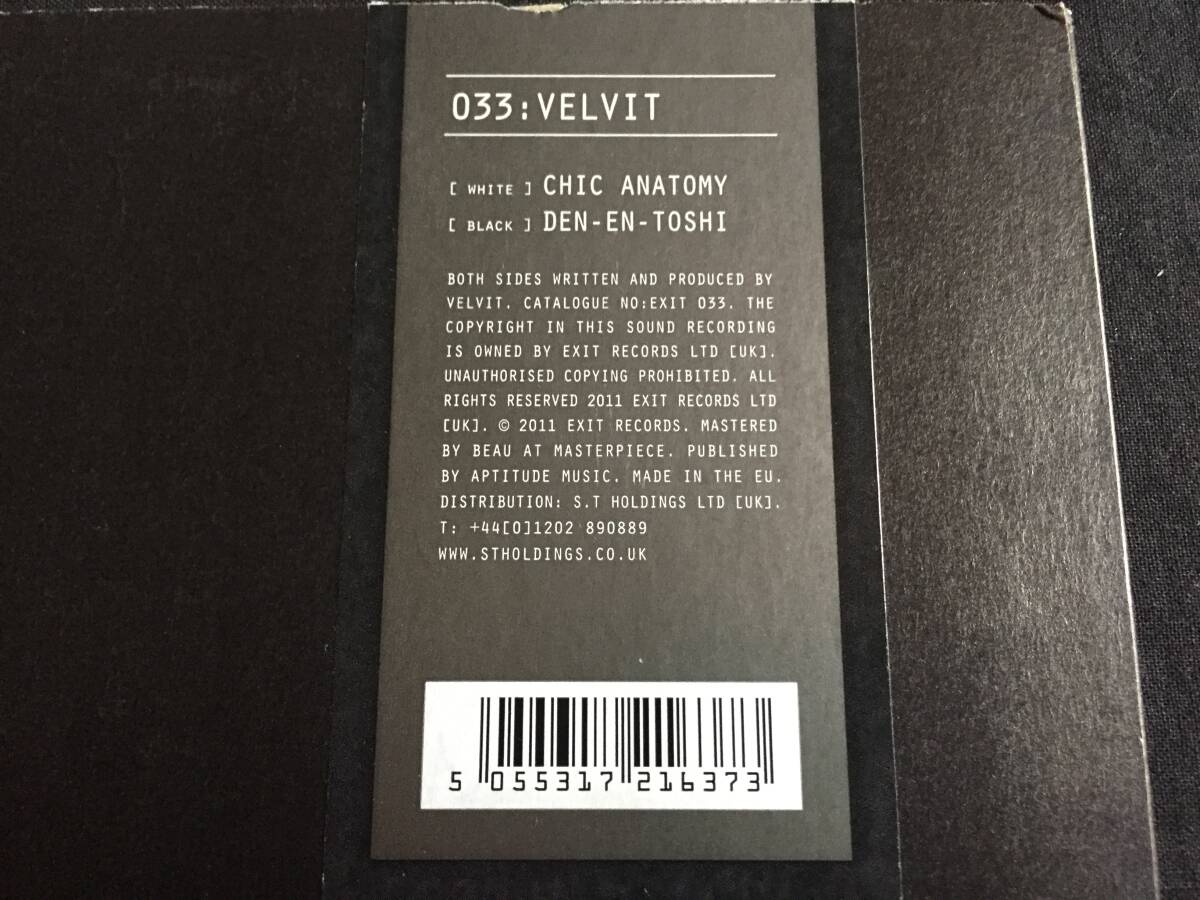 033:VELVIT
[ WHITE ] CHIC ANATOMY
[ BLACK ] DEN-EN-TOSHI
BOTH SIDES WRITTEN AND PRODUCED BY
VELVIT. CATALOGUE NO:EXIT 033. THE
COPYRIGHT IN THIS SOUND RECORDING
IS OWNED BY EXIT RECORDS LTD [UK].
UNAUTHORISED COPYING PROHIBITED. ALL
RIGHTS RESERVED 2011 EXIT RECORDS LTD
[UK]. © 2011 EXIT RECORDS. MASTERED
BY BEAU AT MASTERPIECE. PUBLISHED
BY APTITUDE MUSIC. MADE IN THE EU.
DISTRIBUTION: S.T HOLDINGS LTD [UK].
T: +44[0]1202 890889
WWW.STHOLDINGS.CO.UK
5 055317 216373